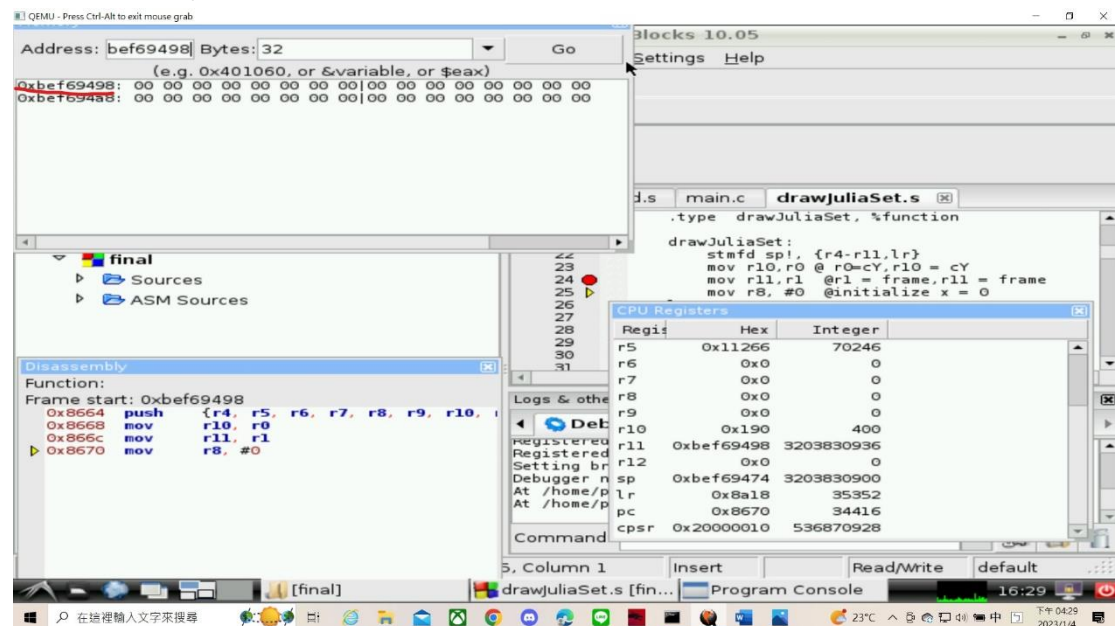 QEMU - Press Ctrl-Alt to exit mouse grab
Address: bef69498 Bytes: 32 Go
(e.g. 0x401060, or &variable, or $eax)
0xbef69498: 00 00 00 00 00 00 00 00|00 00 00 00 00 00 00 00
0xbef694a8: 00 00 00 00 00 00 00 00|00 00 00 00 00 00 00 00
Blocks 10.05
Settings Help
d.s main.c drawJuliaSet.s
.type drawJuliaSet, %function
drawJuliaSet:
22 stmfd sp!, {r4-r11,lr}
23 mov r10,r0 @ r0=cY,r10 = cY
24 mov r11,r1 @r1 = frame,r11 = frame
25 mov r8, #0 @initialize x = 0
26
27
28
29
30
31
final
Sources
ASM Sources
CPU Registers
Regis Hex Integer
r5 0x11266 70246
r6 0x0 0
r7 0x0 0
r8 0x0 0
r9 0x0 0
r10 0x190 400
r11 0xbef69498 3203830936
r12 0x0 0
sp 0xbef69474 3203830900
lr 0x8a18 35352
pc 0x8670 34416
cpsr 0x20000010 536870928
Disassembly
Function:
Frame start: 0xbef69498
0x8664 push {r4, r5, r6, r7, r8, r9, r10,
0x8668 mov r10, r0
0x866c mov r11, r1
0x8670 mov r8, #0
Logs & othe
Deb
Registered
Registered
Setting br
Debugger n
At /home/p
At /home/p
Command
5, Column 1 Insert Read/Write default
[final] drawJuliaSet.s [fin... Program Console 16:29
在這裡輸入文字來搜尋 23°C 中 下午 04:29
2023/1/4